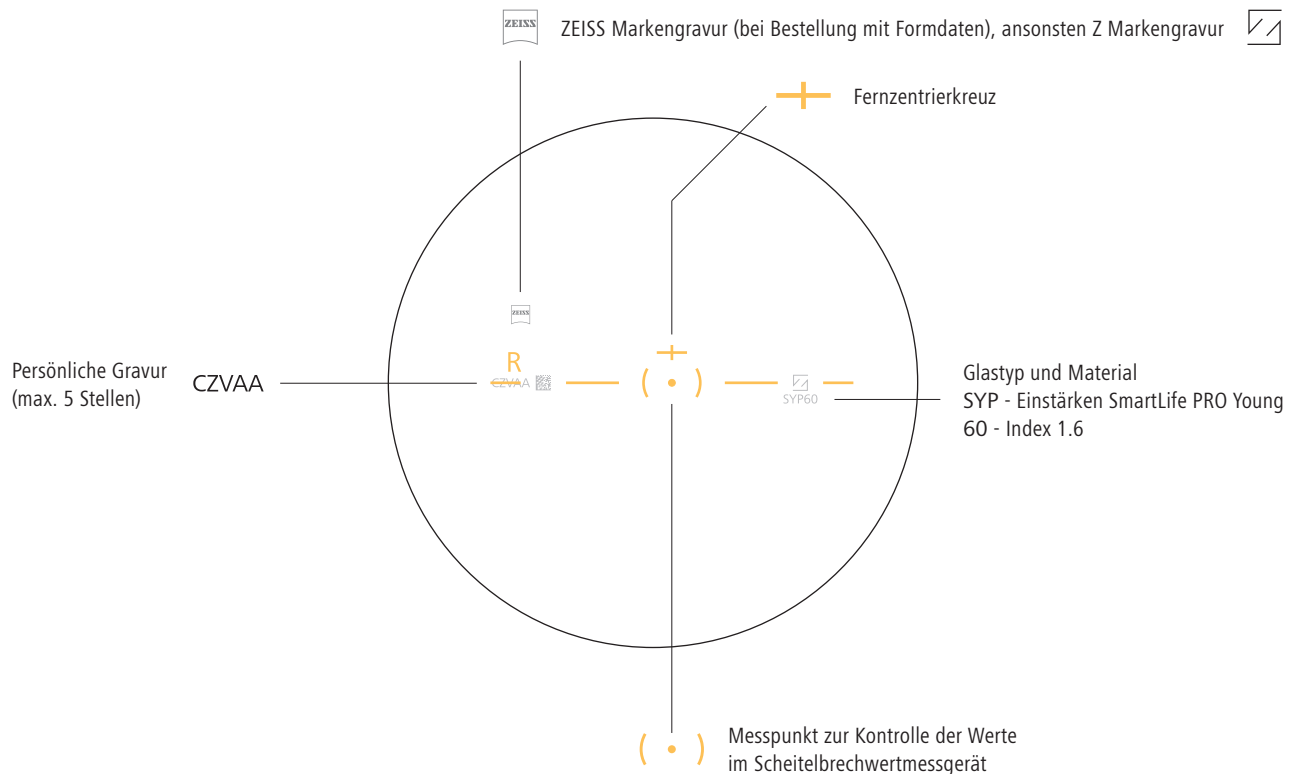 ZEISS ZEISS Markengravur (bei Bestellung mit Formdaten), ansonsten Z Markengravur
Fernzentrierkreuz
ZEISS
R
CZVAA
SYP60
Persönliche Gravur
(max. 5 Stellen)
CZVAA
Glastyp und Material
SYP - Einstärken SmartLife PRO Young
60 - Index 1.6
Messpunkt zur Kontrolle der Werte
im Scheitelbrechwertmessgerät